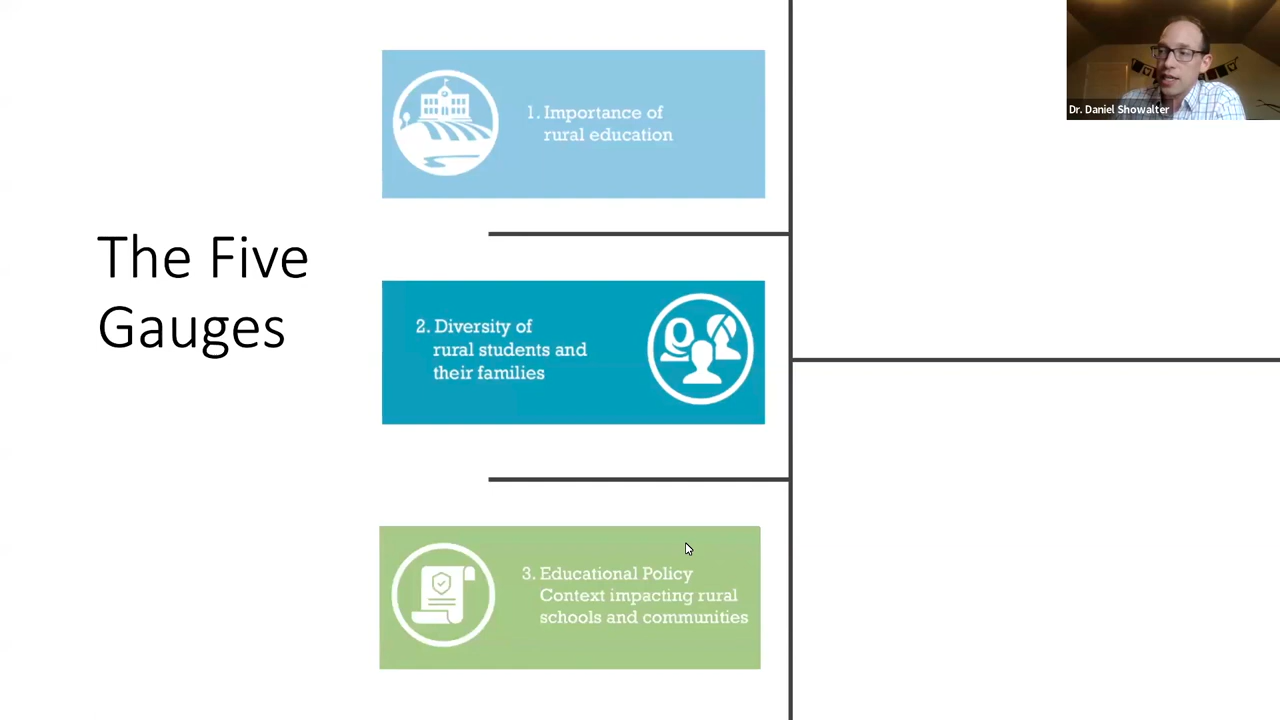 The Five
Gauges
1. Importance of
rural education
2. Diversity of
rural students and
their families
3. Educational Policy
Context impacting rural
schools and communities
Dr. Daniel Showalter